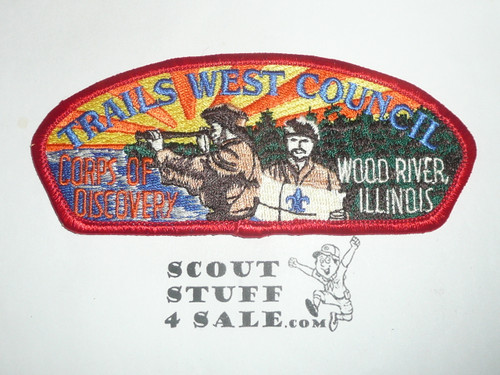 TRAILS WEST COUNCIL
CORPS OF
DISCOVERY
WOOD RIVER,
ILLINOIS
SCOUT
STUFF
4 SALE.COM